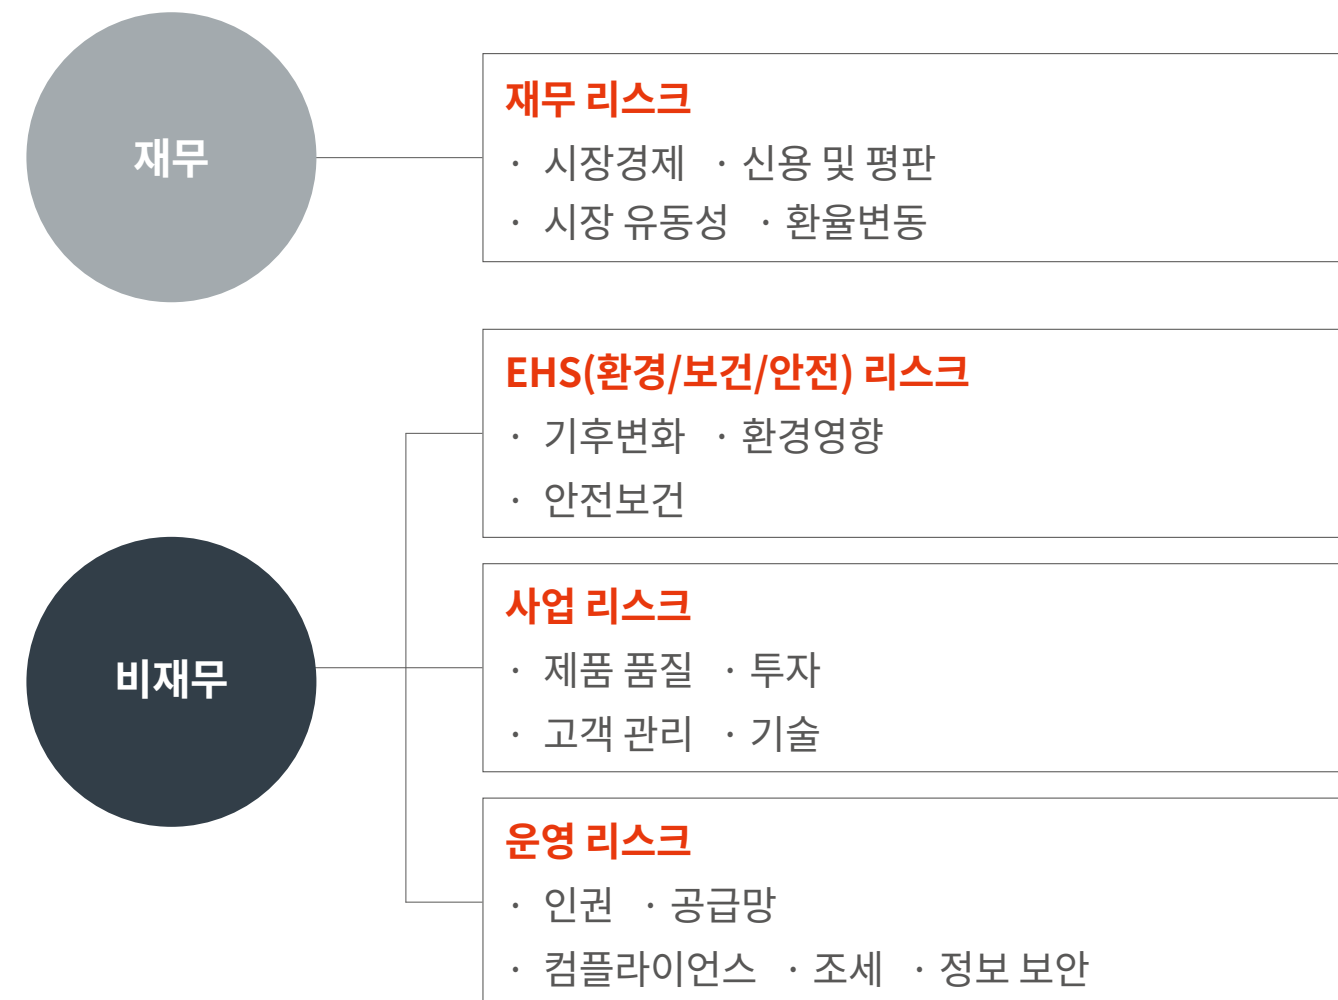 재무
재무 리스크
· 시장경제 · 신용 및 평판
· 시장 유동성 · 환율변동
비재무
EHS(환경/보건/안전) 리스크
· 기후변화 · 환경영향
· 안전보건
사업 리스크
· 제품 품질 · 투자
· 고객 관리 · 기술
운영 리스크
· 인권 · 공급망
· 컴플라이언스 · 조세 · 정보 보안